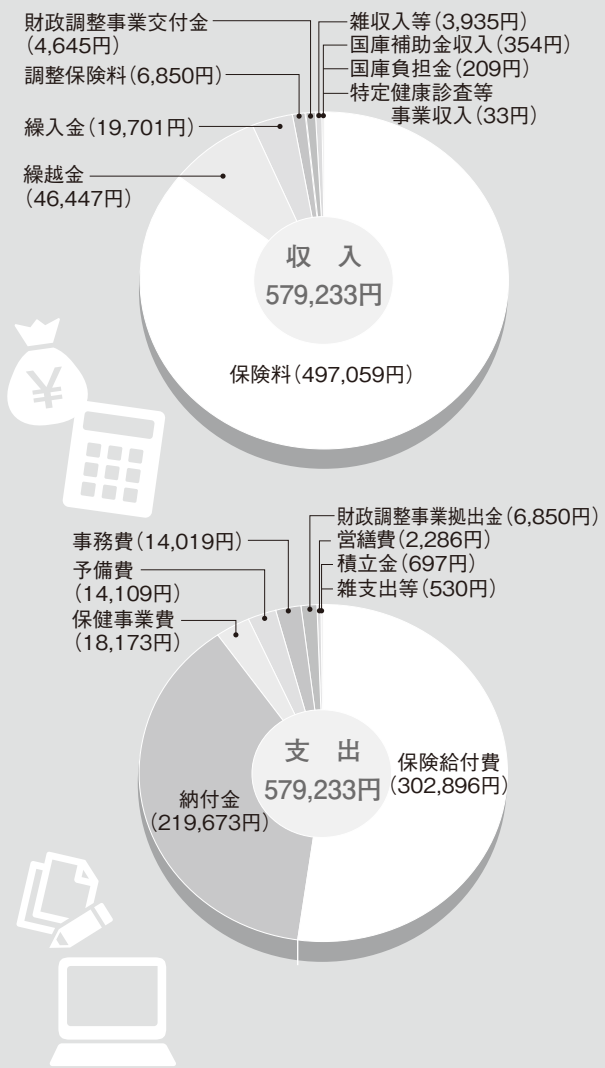 財政調整事業交付金
(4,645円)
調整保険料(6,850円)
繰入金(19,701円)
繰越金
(46,447円)
雑収入等(3,935円)
国庫補助金収入(354円)
国庫負担金(209円)
特定健康診査等
事業収入(33円)
収 入
579,233円
保険料(497,059円)
¥
事務費(14,019円)
予備費
(14,109円)
保健事業費
(18,173円)
財政調整事業拠出金(6,850円)
営繕費(2,286円)
積立金(697円)
雑支出等(530円)
支 出
579,233円
保険給付費
(302,896円)
納付金
(219,673円)